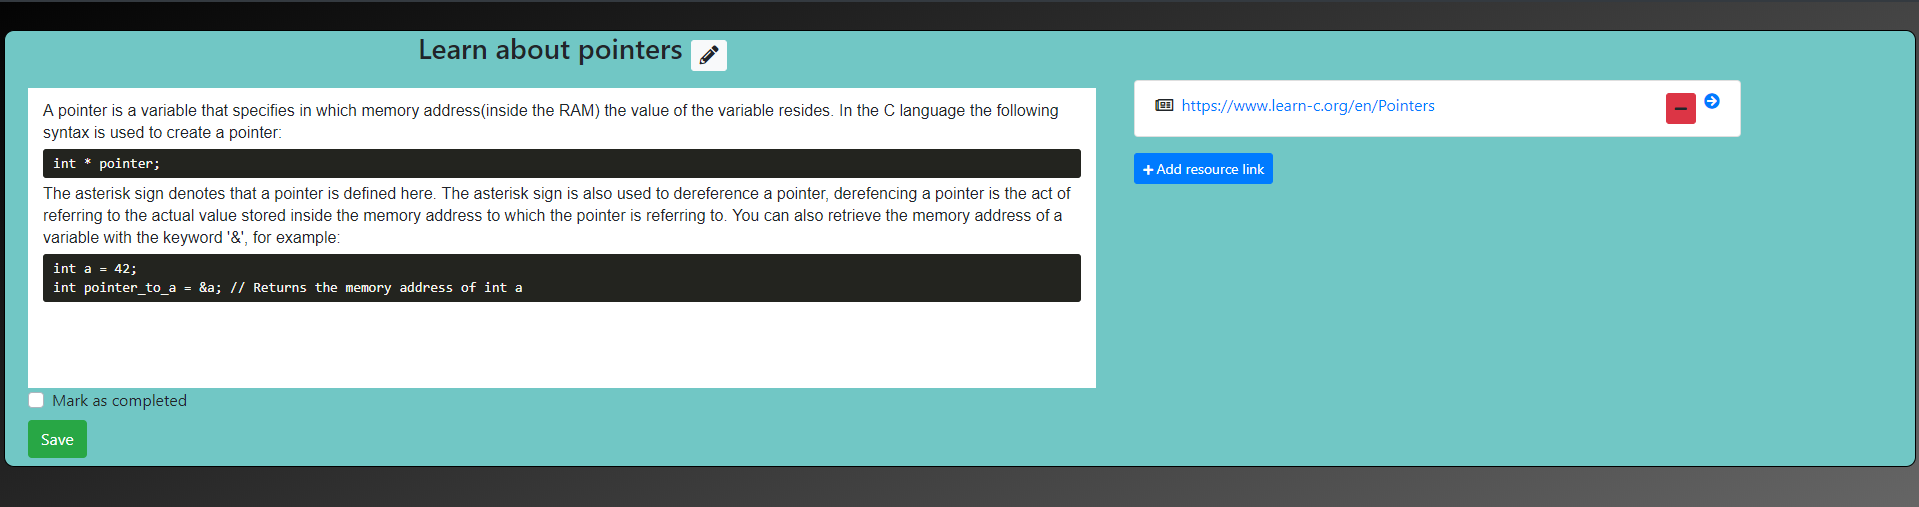 Learn about pointers
A pointer is a variable that specifies in which memory address(inside the RAM) the value of the variable resides. In the C language the following
syntax is used to create a pointer:
int * pointer;
The asterisk sign denotes that a pointer is defined here. The asterisk sign is also used to dereference a pointer, derefencing a pointer is the act of
referring to the actual value stored inside the memory address to which the pointer is referring to. You can also retrieve the memory address of a
variable with the keyword '&', for example:
int a = 42;
int pointer_to_a = &a; // Returns the memory address of int a
Mark as completed
Save
https://www.learn-c.org/en/Pointers
+ Add resource link